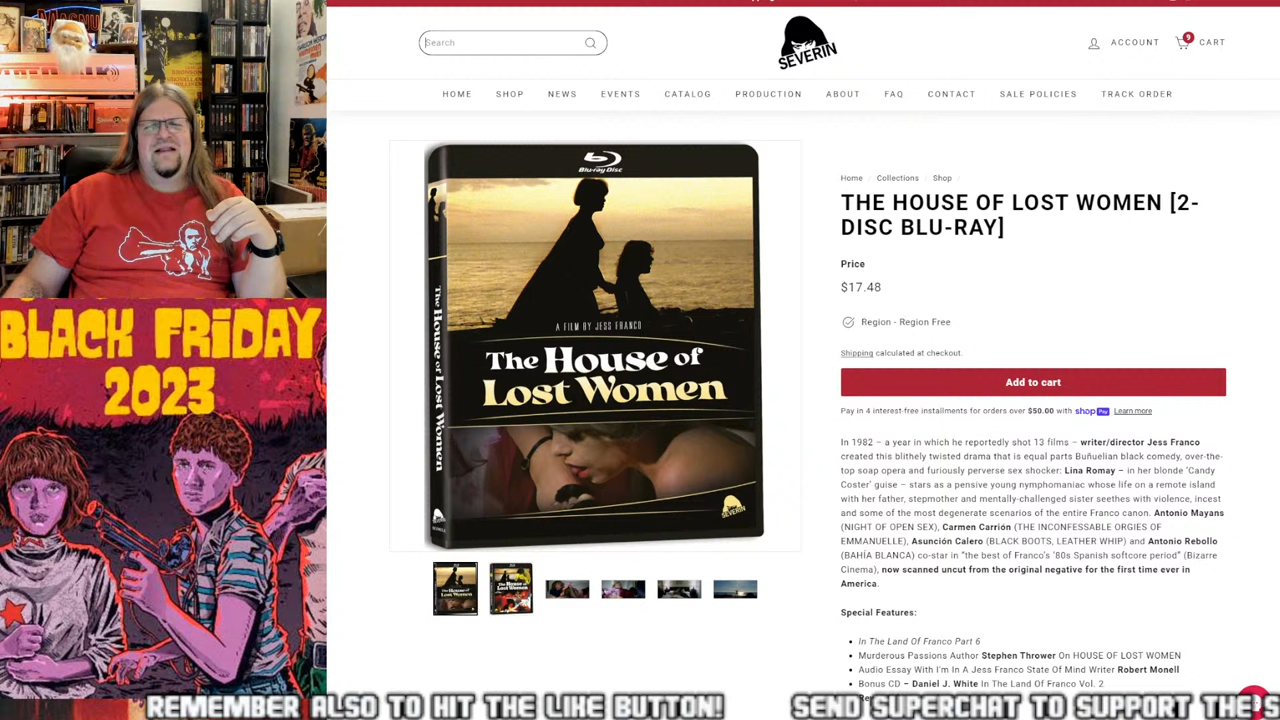 Search
SEVERIN
ACCOUNT
9
CART
HOME
SHOP
NEWS
EVENTS
CATALOG
PRODUCTION
ABOUT
FAQ
CONTACT
SALE POLICIES
TRACK ORDER
Blu-ray Disc
A FILM BY JESS FRANCO
The House of
Lost Women
The House of Lost Women
SEVERIN
Home / Collections / Shop /
THE HOUSE OF LOST WOMEN [2-
DISC BLU-RAY]
Price
$17.48
Region - Region Free
Shipping calculated at checkout.
Add to cart
Pay in 4 interest-free installments for orders over $50.00 with shop Pay Learn more
In 1982 – a year in which he reportedly shot 13 films – writer/director Jess Franco
created this blithely twisted drama that is equal parts Buñuelian black comedy, over-the-
top soap opera and furiously perverse sex shocker: Lina Romay – in her blonde 'Candy
Coster' guise – stars as a pensive young nymphomaniac whose life on a remote island
with her father, stepmother and mentally-challenged sister seethes with violence, incest
and some of the most degenerate scenarios of the entire Franco canon. Antonio Mayans
(NIGHT OF OPEN SEX), Carmen Carrión (THE INCONFESSABLE ORGIES OF
EMMANUELLE), Asunción Calero (BLACK BOOTS, LEATHER WHIP) and Antonio Rebollo
(BAHÍA BLANCA) co-star in "the best of Franco's '80s Spanish softcore period" (Bizarre
Cinema), now scanned uncut from the original negative for the first time ever in
America.
Special Features:
• In The Land Of Franco Part 6
• Murderous Passions Author Stephen Thrower On HOUSE OF LOST WOMEN
• Audio Essay With I'm In A Jess Franco State Of Mind Writer Robert Monell
• Bonus CD – Daniel J. White In The Land Of Franco Vol. 2
BLACK FRIDAY
2023
REMEMBER ALSO TO HIT THE LIKE BUTTON!
SEND SUPERCHAT TO SUPPORT THE S